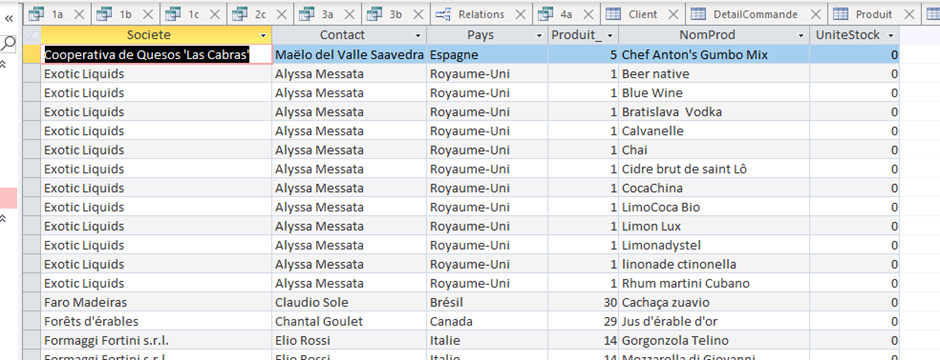 1a 1b 1c 2c 3a 3b Relations 4a Client DetailCommande Produit
Societe Contact Pays Produit_ NomProd UniteStock
Cooperativa de Quesos 'Las Cabras' Maëlo del Valle Saavedra Espagne 5 Chef Anton's Gumbo Mix 0
Exotic Liquids Alyssa Messata Royaume-Uni 1 Beer native 0
Exotic Liquids Alyssa Messata Royaume-Uni 1 Blue Wine 0
Exotic Liquids Alyssa Messata Royaume-Uni 1 Bratislava Vodka 0
Exotic Liquids Alyssa Messata Royaume-Uni 1 Calvanelle 0
Exotic Liquids Alyssa Messata Royaume-Uni 1 Chai 0
Exotic Liquids Alyssa Messata Royaume-Uni 1 Cidre brut de saint Lô 0
Exotic Liquids Alyssa Messata Royaume-Uni 1 CocaChina 0
Exotic Liquids Alyssa Messata Royaume-Uni 1 LimoCoca Bio 0
Exotic Liquids Alyssa Messata Royaume-Uni 1 Limon Lux 0
Exotic Liquids Alyssa Messata Royaume-Uni 1 Limonadystel 0
Exotic Liquids Alyssa Messata Royaume-Uni 1 linonade ctinonella 0
Exotic Liquids Alyssa Messata Royaume-Uni 1 Rhum martini Cubano 0
Faro Madeiras Claudio Sole Brésil 30 Cachaça zuavio 0
Forêts d'érables Chantal Goulet Canada 29 Jus d'érable d'or 0
Formaggi Fortini s.r.l. Elio Rossi Italie 14 Gorgonzola Telino 0
Formaggi Fortini s.r.l. Elio Rossi Italie 14 Mozzarella di Giovanni 0